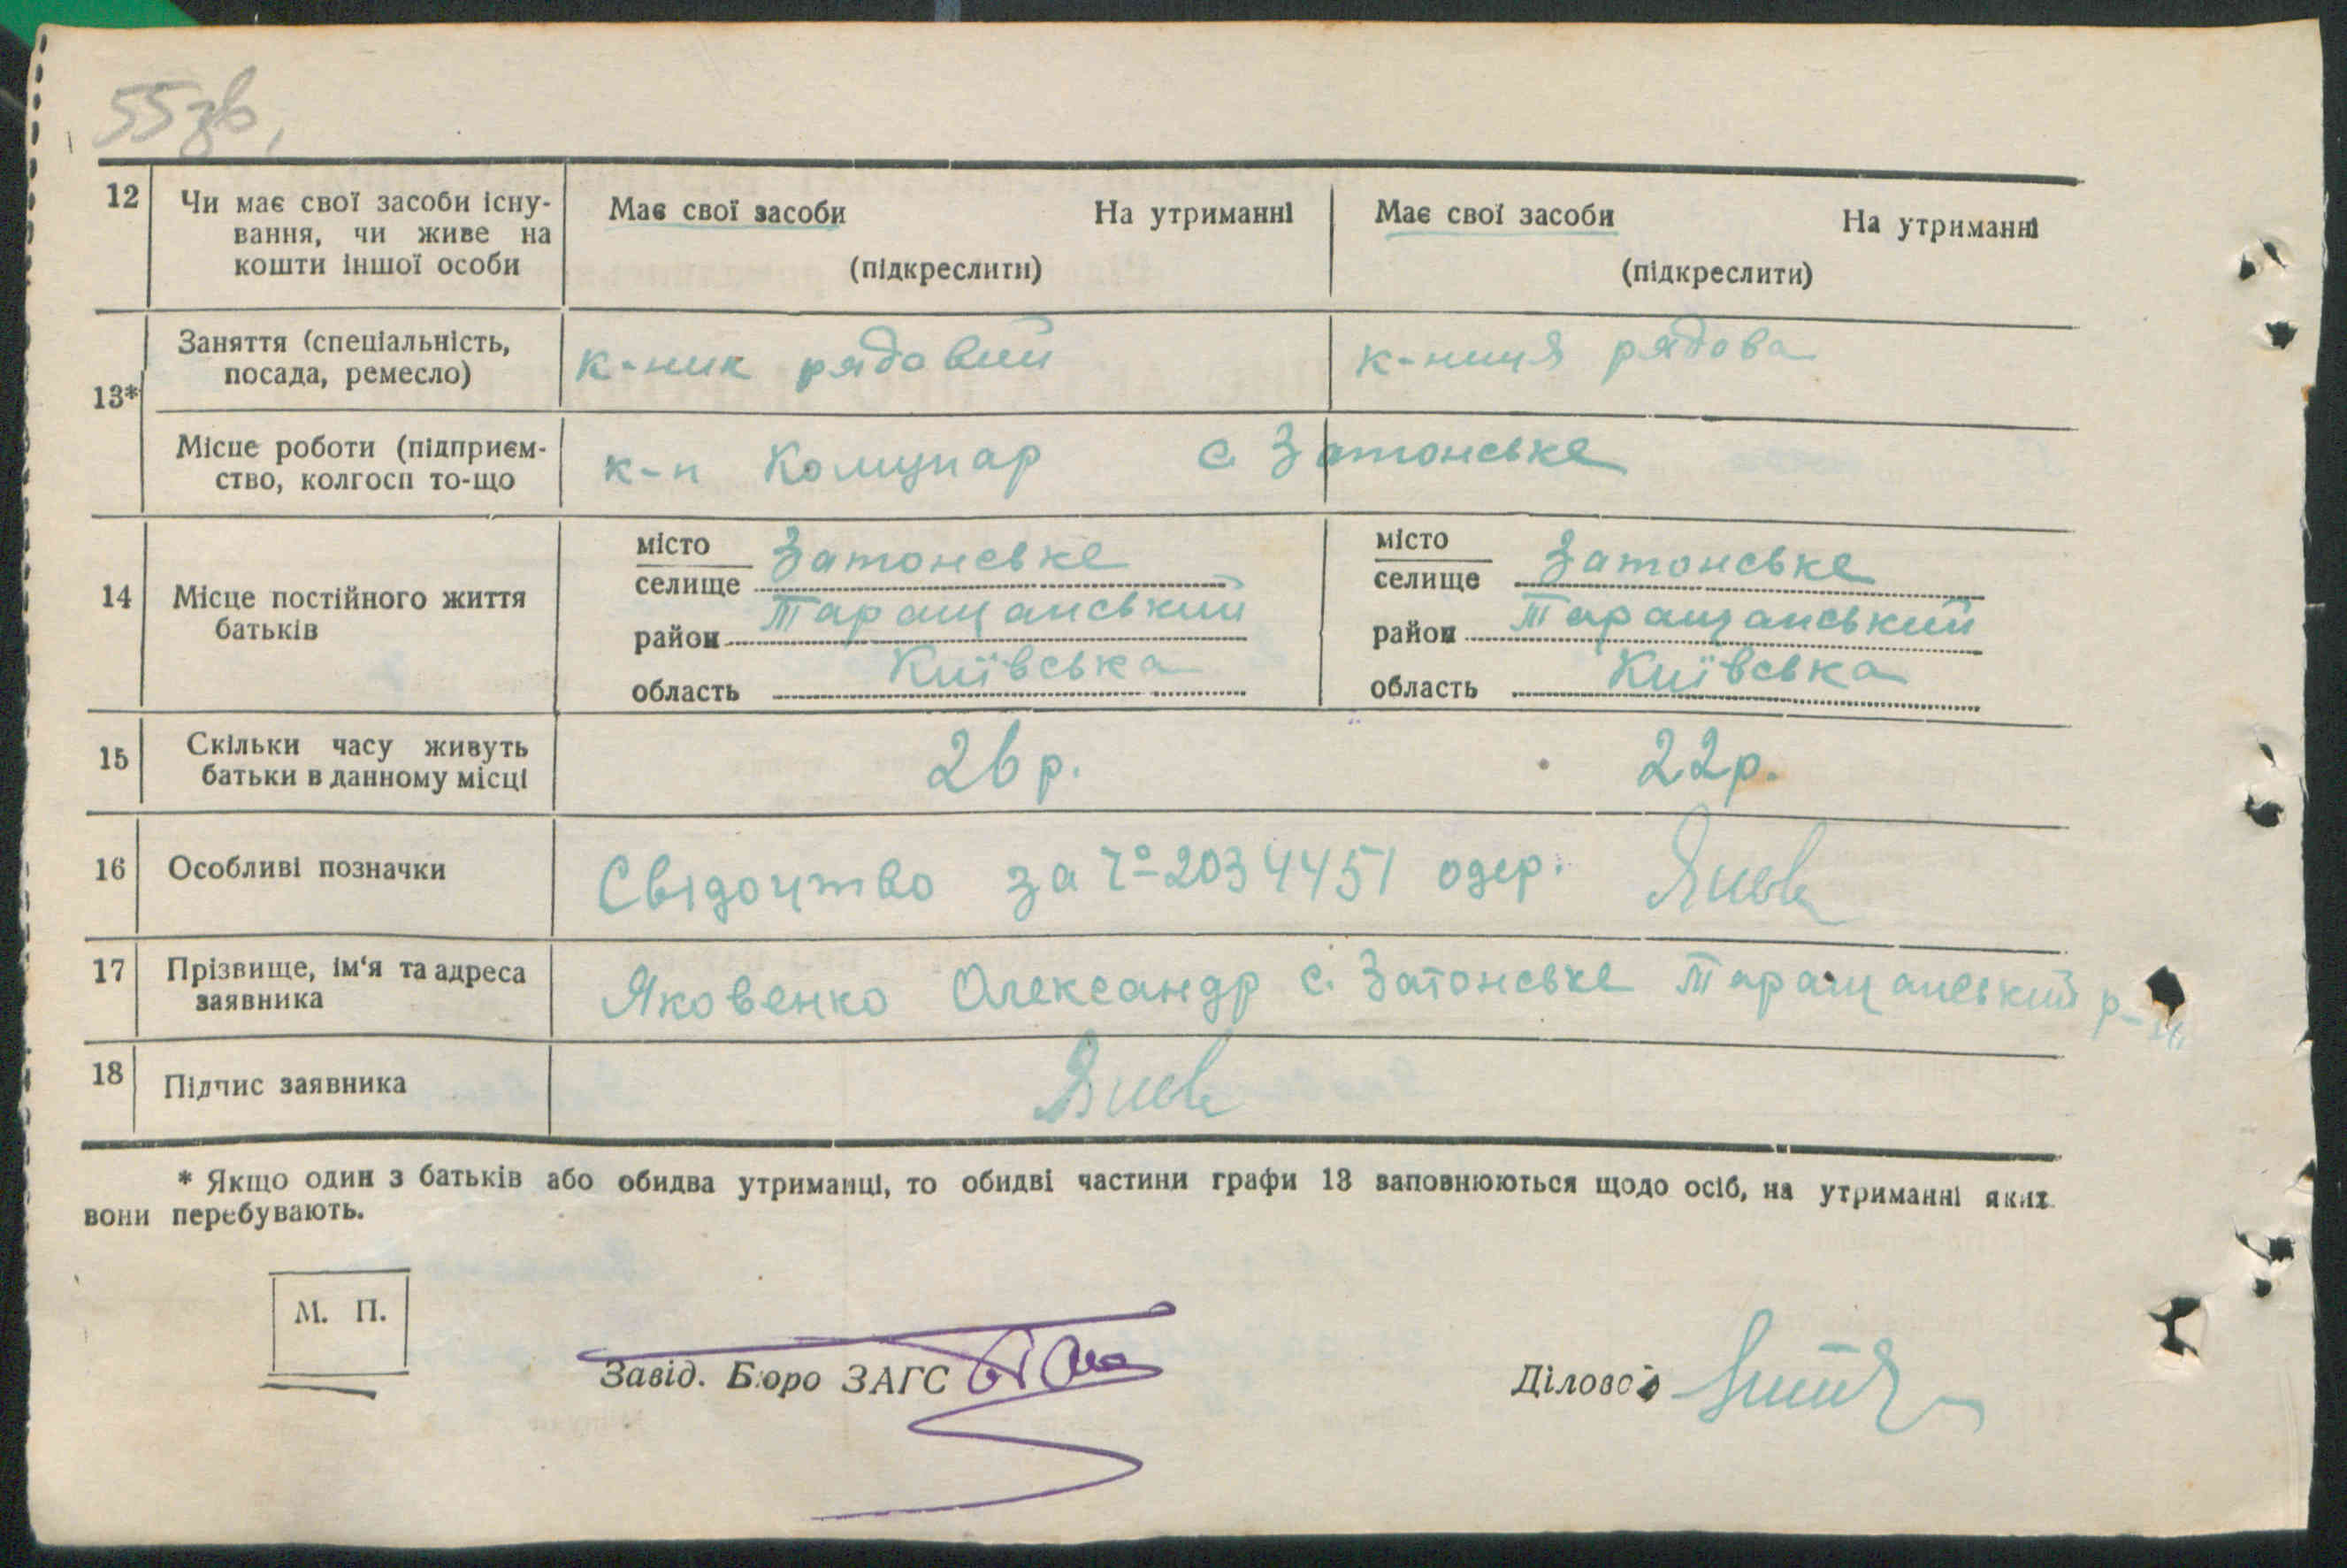 55зв.
12 Чи має свої засоби існу-
вання, чи живе на
кошти іншої особи
Має свої засоби На утриманні
(підкреслити)
Має свої засоби На утриманні
(підкреслити)
13*
Заняття (спеціальність,
посада, ремесло)
к-ник рядовий
к-ниця рядова
Місце роботи (підприєм-
ство, колгосп то-що
к-п Комунар с. Затонське
14 Місце постійного життя
батьків
місто
селище Затонське
район Таращанський
область Київська
місто
селище Затонське
район Таращанський
область Київська
15 Скільки часу живуть
батьки в данному місці
26 р.
22 р.
16 Особливі позначки
Свідоцтво за № 2034451 одер.
17 Прізвище, ім'я та адреса
заявника
Яковенко Олександр с. Затонське Таращанський р-н
18 Підпис заявника
* Якщо один з батьків або обидва утриманці, то обидві частини графи 13 заповнюються щодо осіб, на утриманні яких
вони перебувають.
М. П.
Завід. Бюро ЗАГС
Діловод